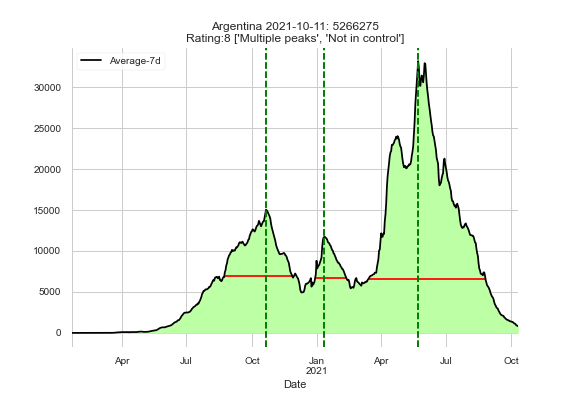 Argentina 2021-10-11: 5266275
Rating:8 ['Multiple peaks', 'Not in control']
Average-7d
30000
25000
20000
15000
10000
5000
0
Apr Jul Oct Jan Apr Jul Oct
2021
Date